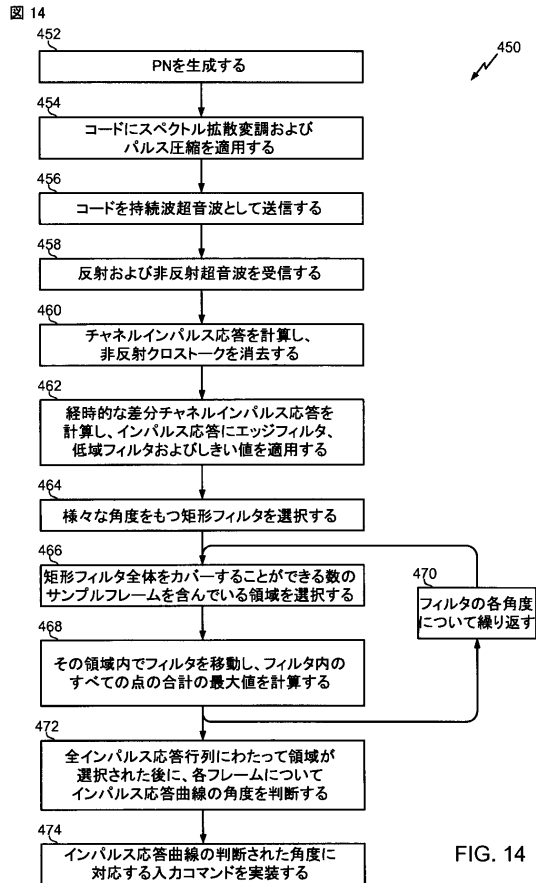 図 14
450
452
PNを生成する
454
コードにスペクトル拡散変調および
パルス圧縮を適用する
456
コードを持続波超音波として送信する
458
反射および非反射超音波を受信する
460
チャネルインパルス応答を計算し、
非反射クロストークを消去する
462
経時的な差分チャネルインパルス応答を
計算し、インパルス応答にエッジフィルタ、
低域フィルタおよびしきい値を適用する
464
様々な角度をもつ矩形フィルタを選択する
466
矩形フィルタ全体をカバーすることができる数の
サンプルフレームを含んでいる領域を選択する
470
フィルタの各角度
について繰り返す
468
その領域内でフィルタを移動し、フィルタ内の
すべての点の合計の最大値を計算する
472
全インパルス応答行列にわたって領域が
選択された後に、各フレームについて
インパルス応答曲線の角度を判断する
474
インパルス応答曲線の判断された角度に
対応する入力コマンドを実装する
FIG. 14